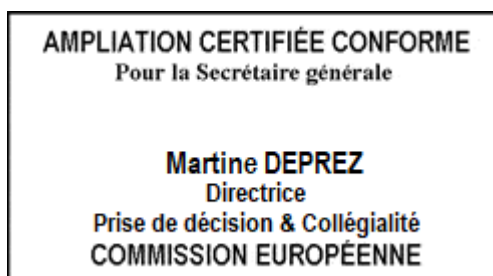 AMPLIATION CERTIFIÉE CONFORME
Pour la Secrétaire générale
Martine DEPREZ
Directrice
Prise de décision & Collégialité
COMMISSION EUROPÉENNE